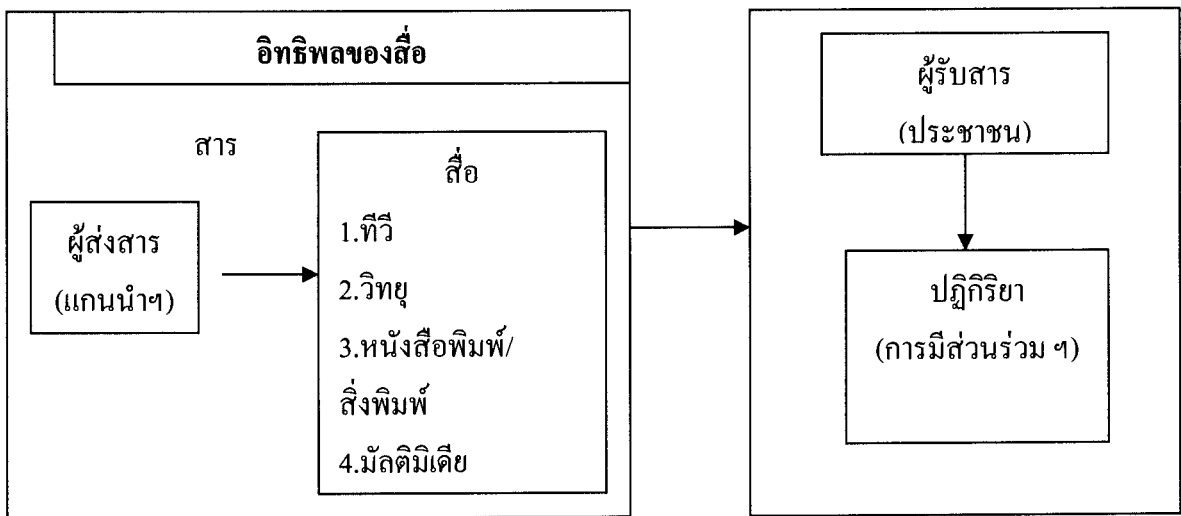 อิทธิพลของสื่อ
สาร
ผู้ส่งสาร
(แกนนำฯ)
สื่อ
1.ทีวี
2.วิทยุ
3.หนังสือพิมพ์/
สิ่งพิมพ์
4.มัลติมิเดีย
ผู้รับสาร
(ประชาชน)
ปฏิกิริยา
(การมีส่วนร่วม ฯ)